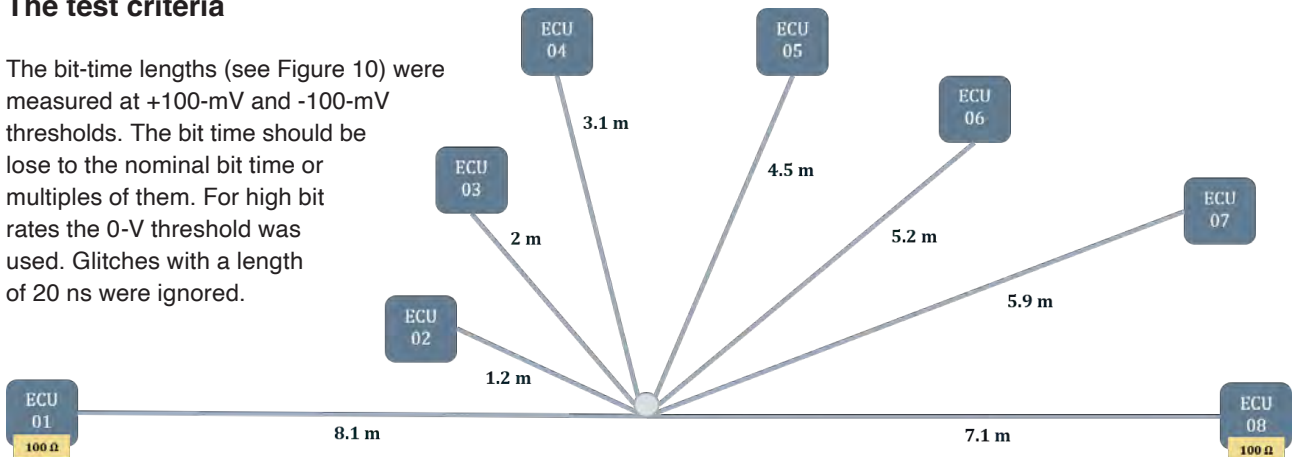 The test criteria
The bit-time lengths (see Figure 10) were
measured at +100-mV and -100-mV
thresholds. The bit time should be
lose to the nominal bit time or
multiples of them. For high bit
rates the 0-V threshold was
used. Glitches with a length
of 20 ns were ignored.
ECU
04
ECU
05
3.1 m
ECU
06
4.5 m
ECU
03
2 m
5.2 m
ECU
07
5.9 m
ECU
02
1.2 m
ECU
01
100 Ω
8.1 m
7.1 m
ECU
08
100 Ω